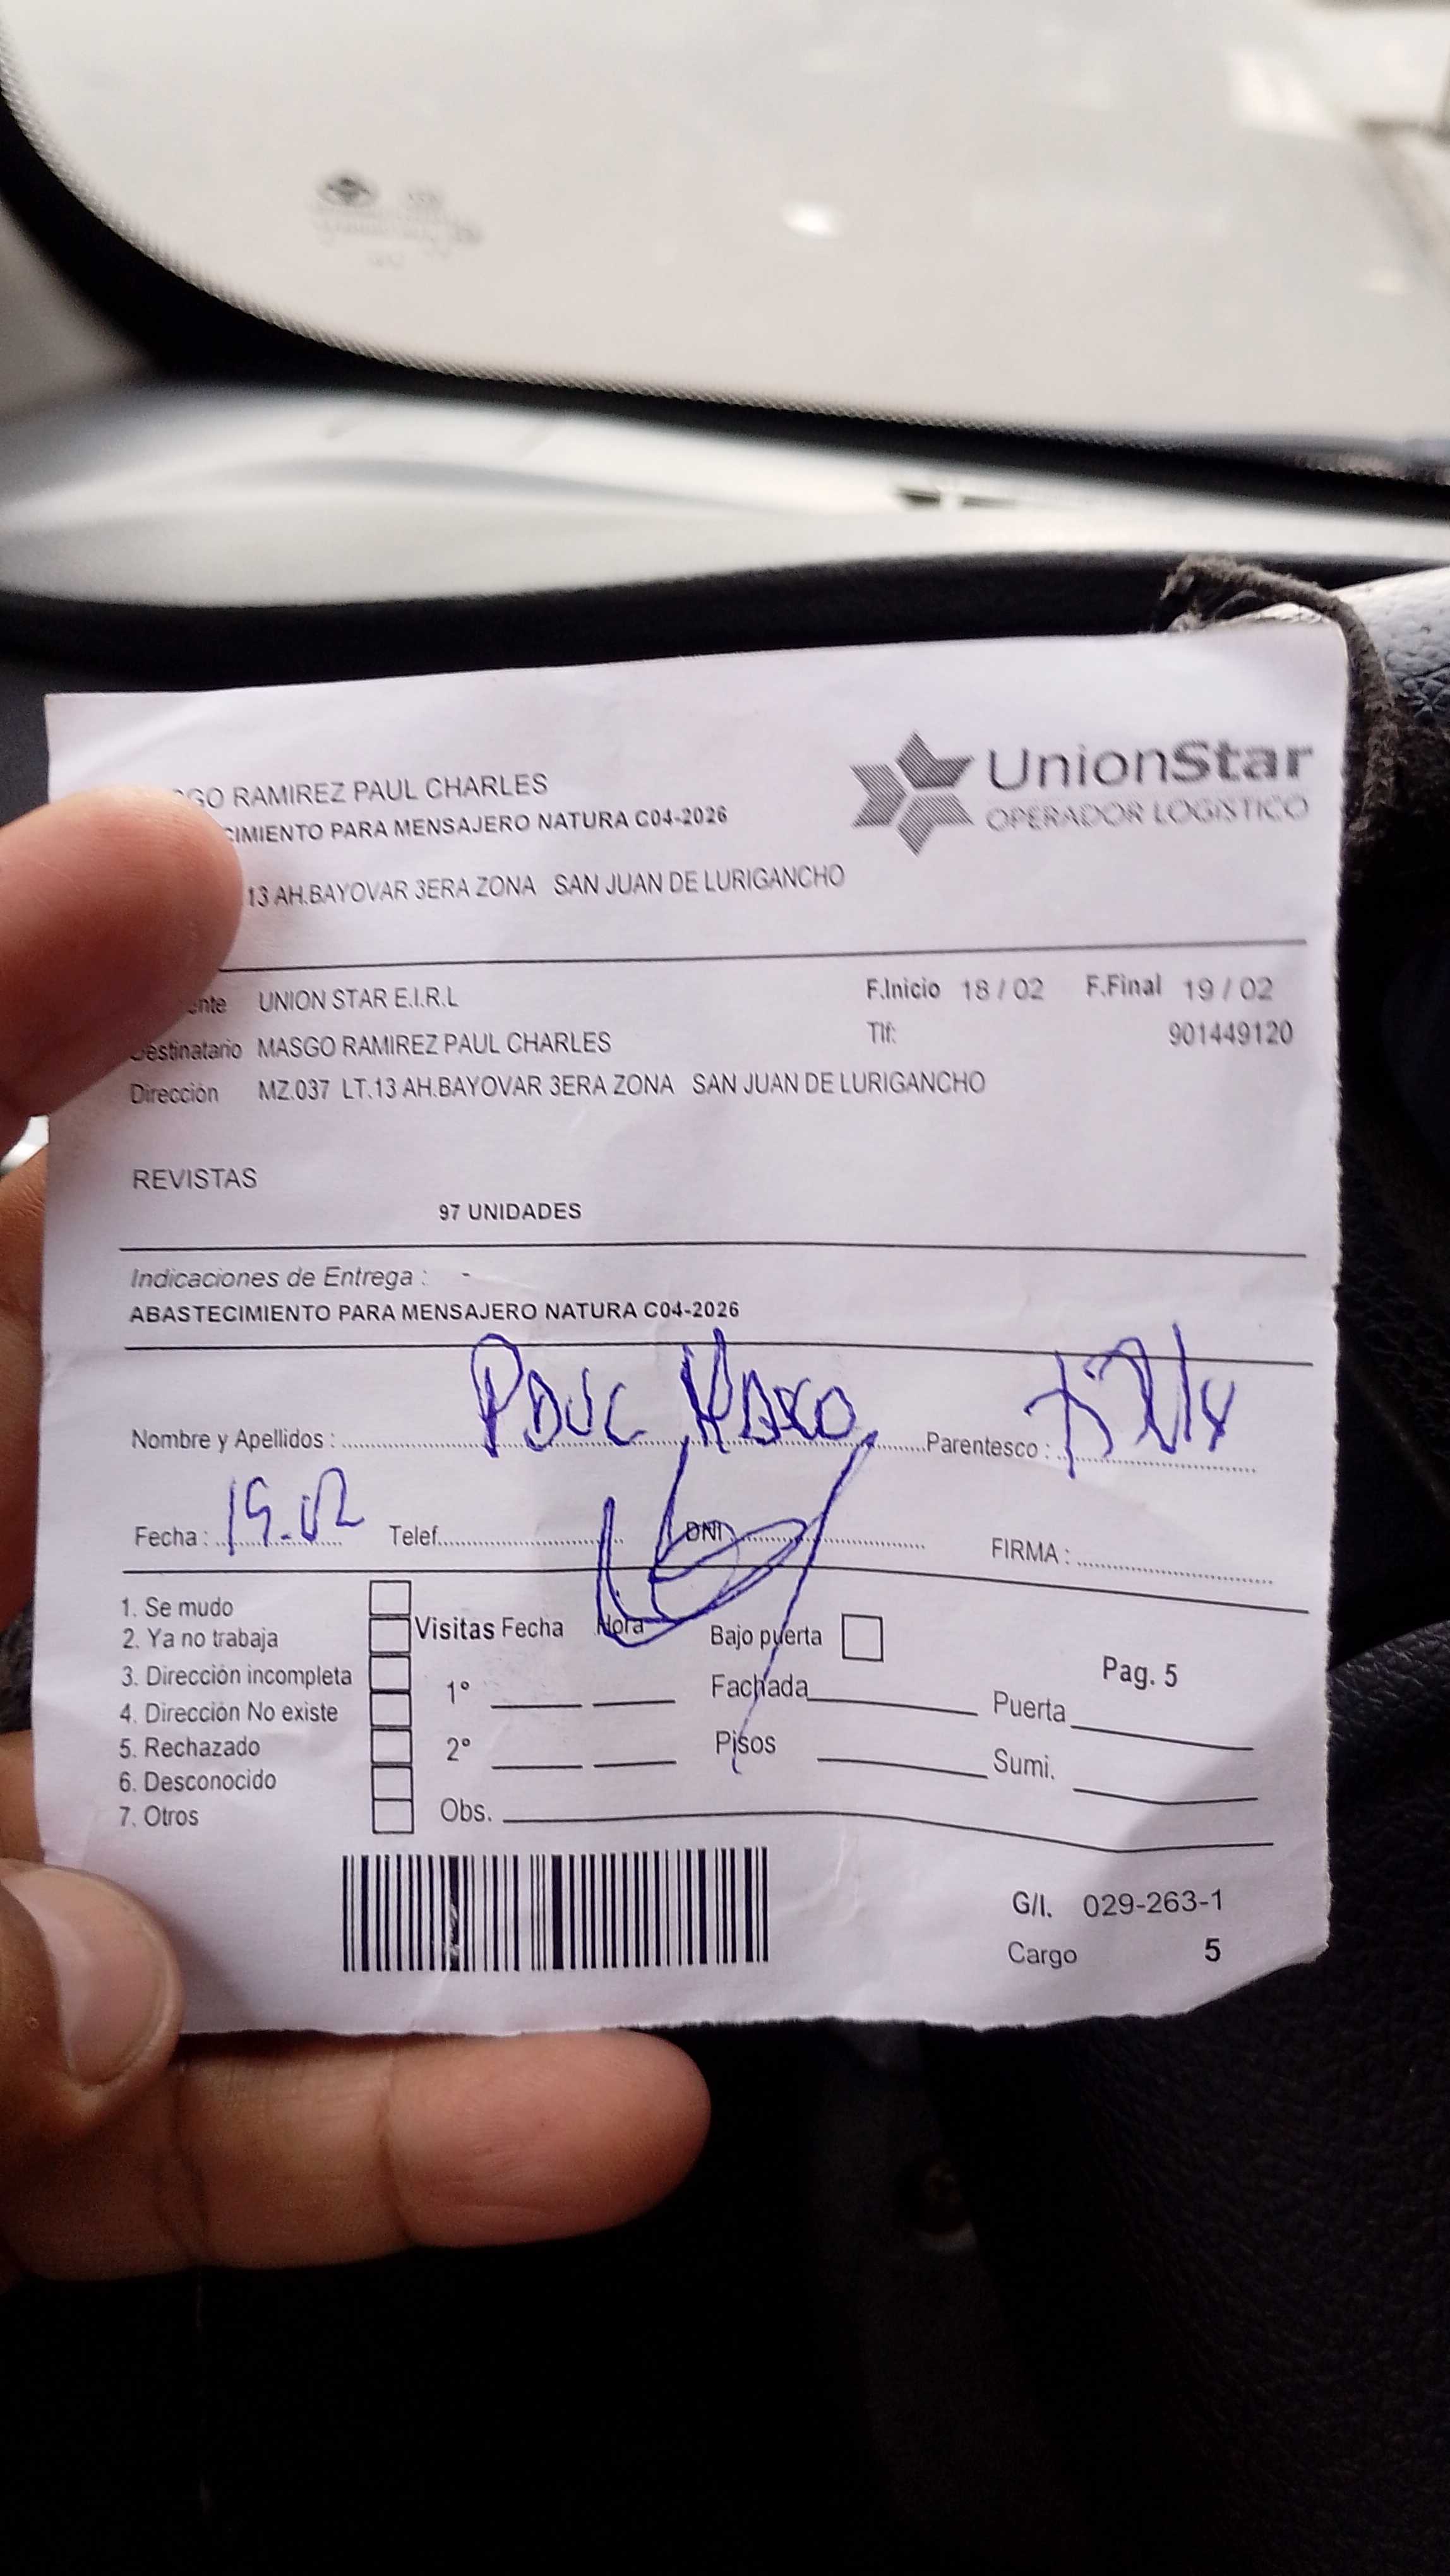 GO RAMIREZ PAUL CHARLES
CIMIENTO PARA MENSAJERO NATURA C04-2026
13 AH.BAYOVAR 3ERA ZONA SAN JUAN DE LURIGANCHO
UnionStar
OPERADOR LOGISTICO
nte UNION STAR E.I.R.L
F.Inicio 18 / 02 F.Final 19 / 02
Destinatario MASGO RAMIREZ PAUL CHARLES
Tlf: 901449120
Dirección MZ.037 LT.13 AH.BAYOVAR 3ERA ZONA SAN JUAN DE LURIGANCHO
REVISTAS
97 UNIDADES
Indicaciones de Entrega : -
ABASTECIMIENTO PARA MENSAJERO NATURA C04-2026
Nombre y Apellidos : PAUL MASGO Parentesco :
Fecha : 19.02 Telef. DNI FIRMA :
1. Se mudo
2. Ya no trabaja
3. Dirección incompleta
4. Dirección No existe
5. Rechazado
6. Desconocido
7. Otros
Visitas Fecha Hora
1°
2°
Obs.
Bajo puerta
Fachada
Pisos
Pag. 5
Puerta
Sumi.
G/I. 029-263-1
Cargo 5